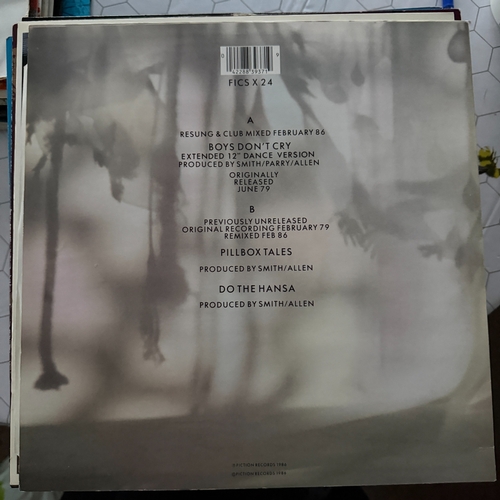 FICS X 24
A
RESUNG & CLUB MIXED FEBRUARY 86
BOYS DON'T CRY
EXTENDED 12" DANCE VERSION
PRODUCED BY SMITH/PARRY/ALLEN
ORIGINALLY
RELEASED
JUNE 79
B
PREVIOUSLY UNRELEASED
ORIGINAL RECORDING FEBRUARY 79
REMIXED FEB 86
PILLBOX TALES
PRODUCED BY SMITH/ALLEN
DO THE HANSA
PRODUCED BY SMITH/ALLEN